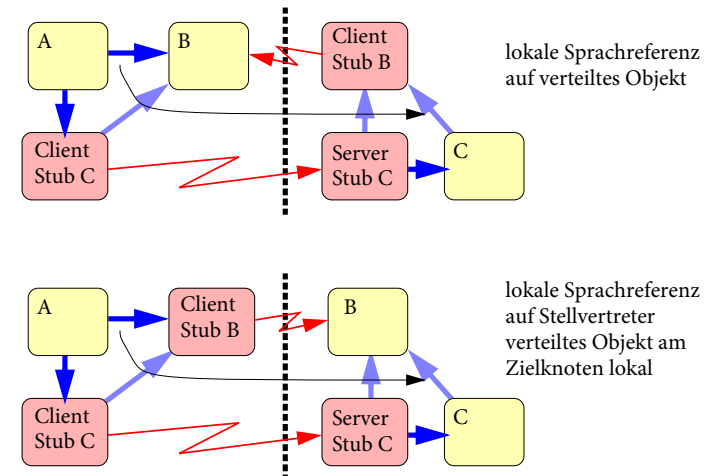 A
B
Client
Stub B
lokale Sprachreferenz
auf verteiltes Objekt
Client
Stub C
Server
Stub C
C
A
Client
Stub B
B
lokale Sprachreferenz
auf Stellvertreter
verteiltes Objekt am
Zielknoten lokal
Client
Stub C
Server
Stub C
C